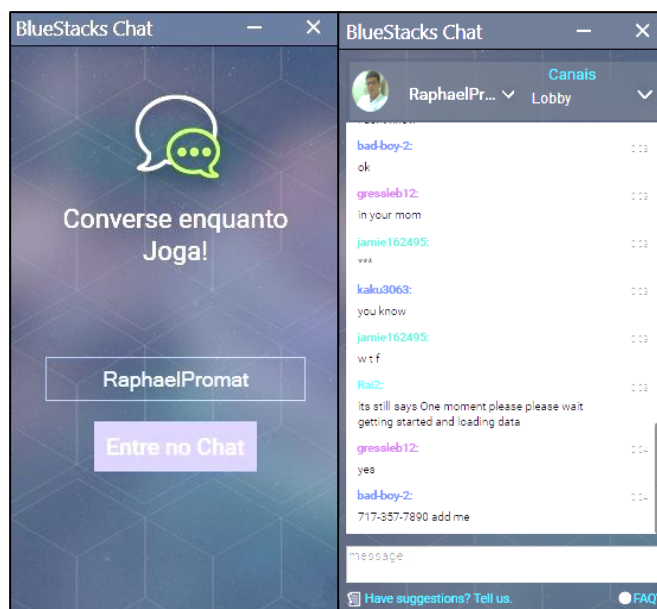 BlueStacks Chat
Converse enquanto
Joga!
RaphaelPromat
Entre no Chat
BlueStacks Chat
RaphaelPr...
Canais
Lobby
bad-boy-2:
ok
gressleb12:
in your mom
jamie162495:
***
kaku3063:
you know
jamie162495:
w t f
Rai2:
its still says One moment please please wait
getting started and loading data
gressleb12:
yes
bad-boy-2:
717-357-7890 add me
message
Have suggestions? Tell us.
FAQ